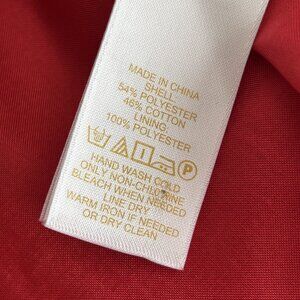 MADE IN CHINA
SHELL
54% POLYESTER
46% COTTON
LINING
100% POLYESTER
P
HAND WASH COLD
ONLY NON-CHLORINE
BLEACH WHEN NEEDED
LINE DRY
WARM IRON IF NEEDED
OR DRY CLEAN